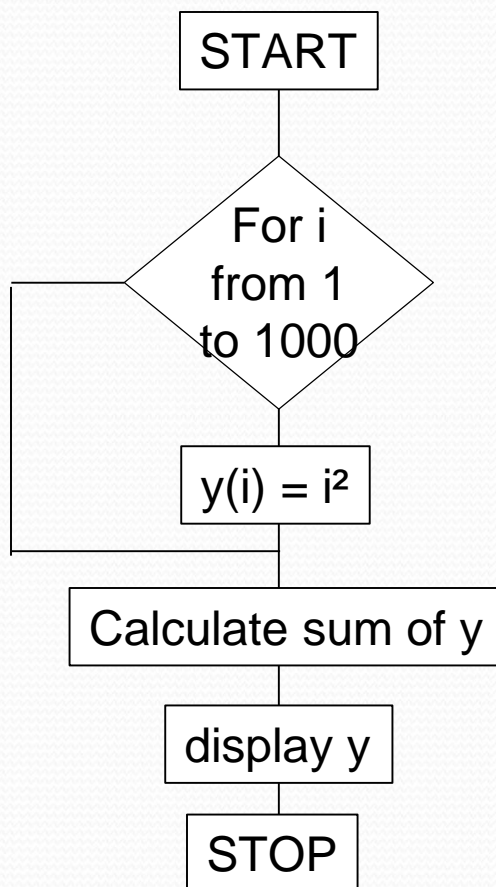 START
For i
from 1
to 1000
y(i) = i²
Calculate sum of y
display y
STOP